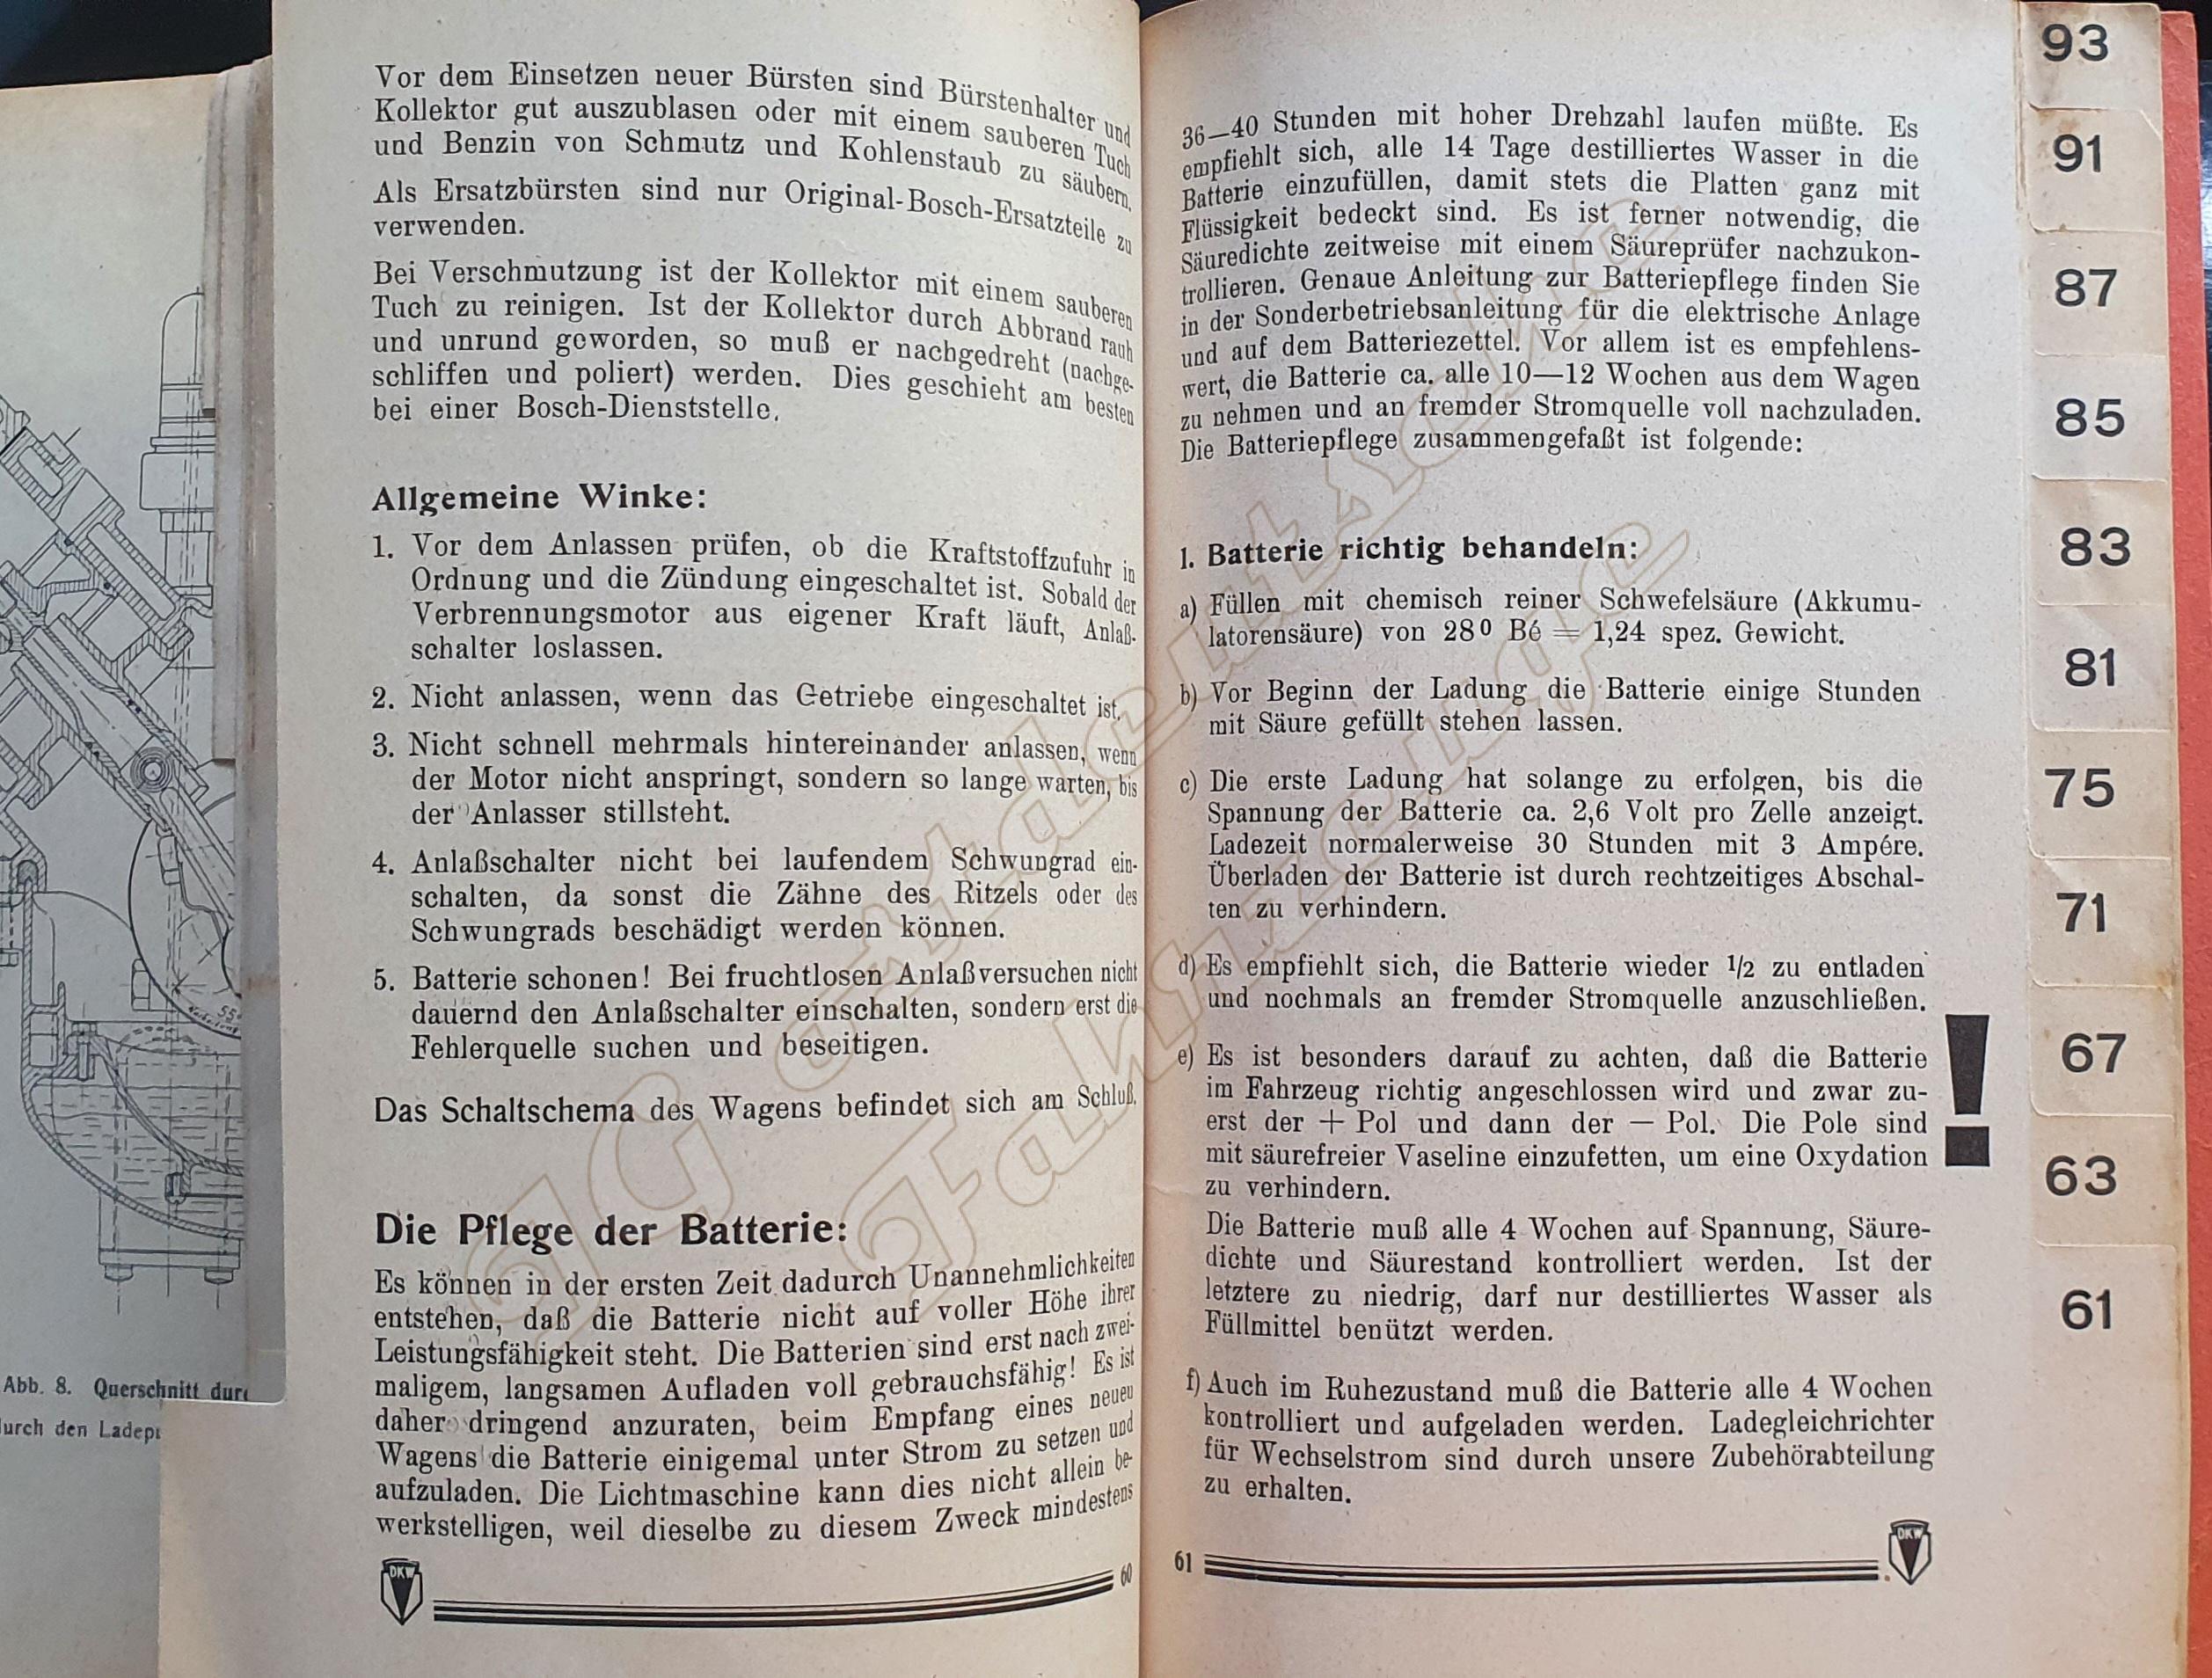 Vor dem Einsetzen neuer Bürsten sind Bürstenhalter und
Kollektor gut auszublasen oder mit einem sauberen Tuch
und Benzin von Schmutz und Kohlenstaub zu säubern.
Als Ersatzbürsten sind nur Original-Bosch-Ersatzteile zu
verwenden.
Bei Verschmutzung ist der Kollektor mit einem sauberen
Tuch zu reinigen. Ist der Kollektor durch Abbrand rauh
und unrund geworden, so muß er nachgedreht (nachge-
schliffen und poliert) werden. Dies geschieht am besten
bei einer Bosch-Dienststelle.
Allgemeine Winke:
1. Vor dem Anlassen prüfen, ob die Kraftstoffzufuhr in
Ordnung und die Zündung eingeschaltet ist. Sobald der
Verbrennungsmotor aus eigener Kraft läuft, Anlaß-
schalter loslassen.
2. Nicht anlassen, wenn das Getriebe eingeschaltet ist.
3. Nicht schnell mehrmals hintereinander anlassen, wenn
der Motor nicht anspringt, sondern so lange warten, bis
der Anlasser stillsteht.
4. Anlaßschalter nicht bei laufendem Schwungrad ein-
schalten, da sonst die Zähne des Ritzels oder des
Schwungrads beschädigt werden können.
5. Batterie schonen! Bei fruchtlosen Anlaßversuchen nicht
dauernd den Anlaßschalter einschalten, sondern erst die
Fehlerquelle suchen und beseitigen.
Das Schaltschema des Wagens befindet sich am Schluß.
Die Pflege der Batterie:
Es können in der ersten Zeit dadurch Unannehmlichkeiten
entstehen, daß die Batterie nicht auf voller Höhe ihrer
Leistungsfähigkeit steht. Die Batterien sind erst nach zwei-
maligem, langsamen Aufladen voll gebrauchsfähig! Es ist
daher dringend anzuraten, beim Empfang eines neuen
Wagens die Batterie einigemal unter Strom zu setzen und
aufzuladen. Die Lichtmaschine kann dies nicht allein be-
werkstelligen, weil dieselbe zu diesem Zweck mindestens
DKW
60
Abb. 8. Querschnitt
durch den
36—40 Stunden mit hoher Drehzahl laufen müßte. Es
empfiehlt sich, alle 14 Tage destilliertes Wasser in die
Batterie einzufüllen, damit stets die Platten ganz mit
Flüssigkeit bedeckt sind. Es ist ferner notwendig, die
Säuredichte zeitweise mit einem Säureprüfer nachzukon-
trollieren. Genaue Anleitung zur Batteriepflege finden Sie
in der Sonderbetriebsanleitung für die elektrische Anlage
und auf dem Batteriezettel. Vor allem ist es empfehlens-
wert, die Batterie ca. alle 10—12 Wochen aus dem Wagen
zu nehmen und an fremder Stromquelle voll nachzuladen.
Die Batteriepflege zusammengefaßt ist folgende:
1. Batterie richtig behandeln:
a) Füllen mit chemisch reiner Schwefelsäure (Akkumu-
latorensäure) von 28⁰ Bé = 1,24 spez. Gewicht.
b) Vor Beginn der Ladung die Batterie einige Stunden
mit Säure gefüllt stehen lassen.
c) Die erste Ladung hat solange zu erfolgen, bis die
Spannung der Batterie ca. 2,6 Volt pro Zelle anzeigt.
Ladezeit normalerweise 30 Stunden mit 3 Ampére.
Überladen der Batterie ist durch rechtzeitiges Abschal-
ten zu verhindern.
d) Es empfiehlt sich, die Batterie wieder 1/2 zu entladen
und nochmals an fremder Stromquelle anzuschließen.
e) Es ist besonders darauf zu achten, daß die Batterie
im Fahrzeug richtig angeschlossen wird und zwar zu-
erst der + Pol und dann der — Pol. Die Pole sind
mit säurefreier Vaseline einzufetten, um eine Oxydation
zu verhindern.
!
Die Batterie muß alle 4 Wochen auf Spannung, Säure-
dichte und Säurestand kontrolliert werden. Ist der
letztere zu niedrig, darf nur destilliertes Wasser als
Füllmittel benützt werden.
f) Auch im Ruhezustand muß die Batterie alle 4 Wochen
kontrolliert und aufgeladen werden. Ladegleichrichter
für Wechselstrom sind durch unsere Zubehörabteilung
zu erhalten.
61
DKW
93
91
87
85
83
81
75
71
67
63
61
IG Ostdeutsche
Fahrzeuge